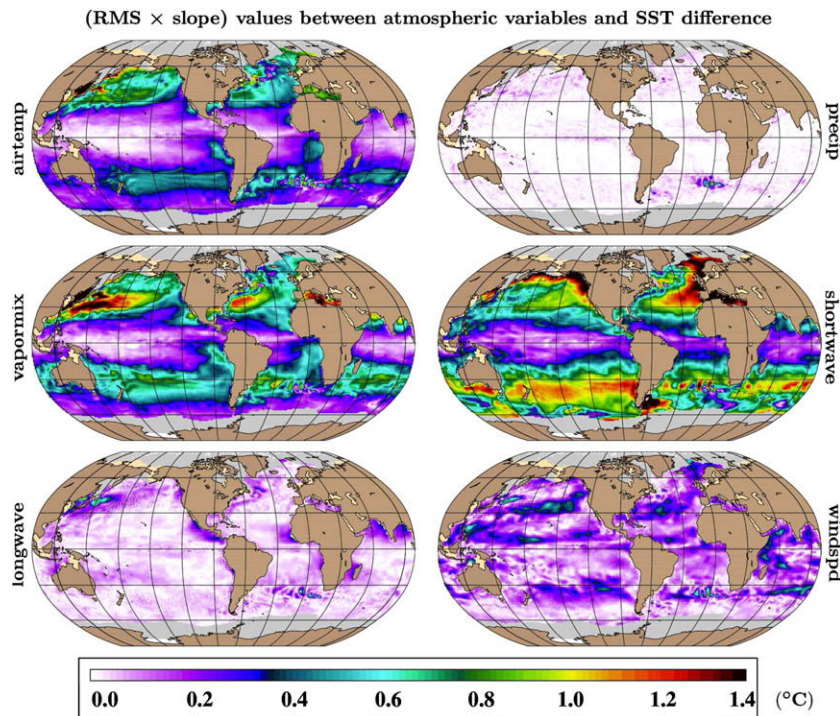 (RMS × slope) values between atmospheric variables and SST difference
airtemp
precip
vapormix
shortwave
longwave
wndspd
0.0 0.2 0.4 0.6 0.8 1.0 1.2 1.4 (°C)